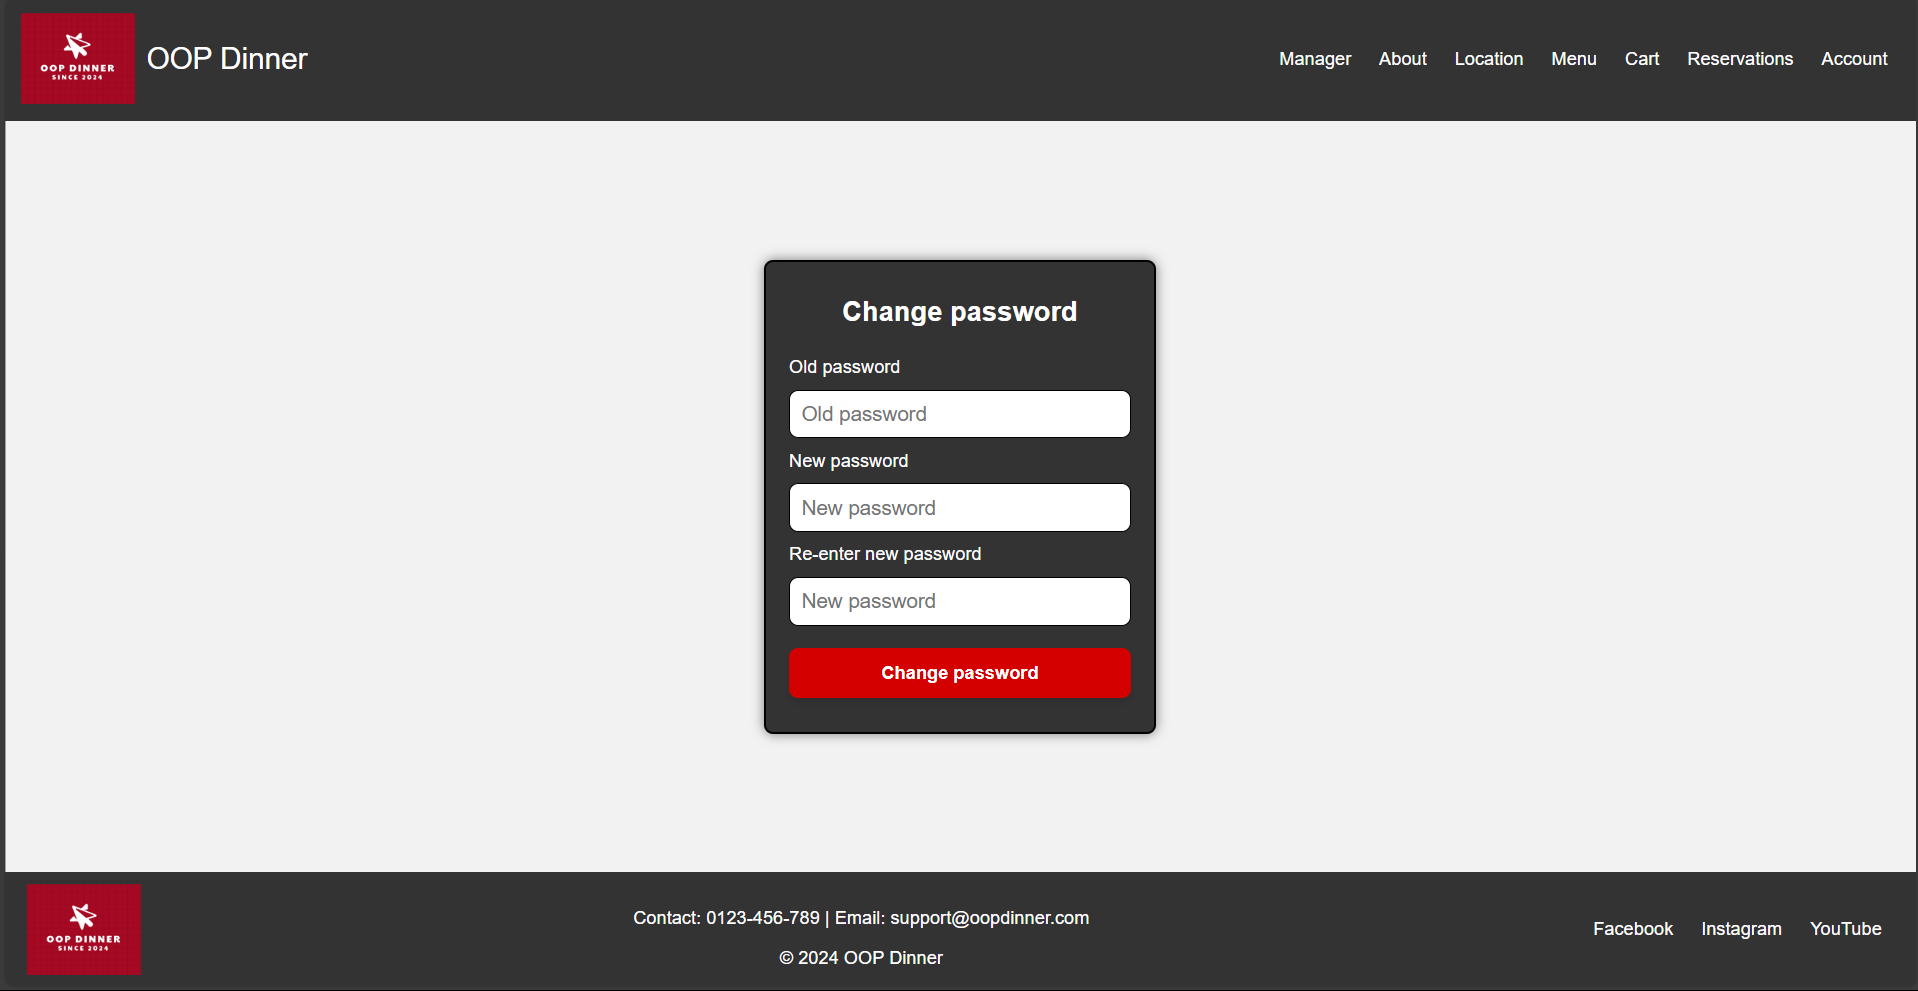 OOP DINNER
SINCE 2024
OOP Dinner
Manager About Location Menu Cart Reservations Account
Change password
Old password
Old password
New password
New password
Re-enter new password
New password
Change password
OOP DINNER
SINCE 2024
Contact: 0123-456-789 | Email: support@oopdinner.com
© 2024 OOP Dinner
Facebook Instagram YouTube